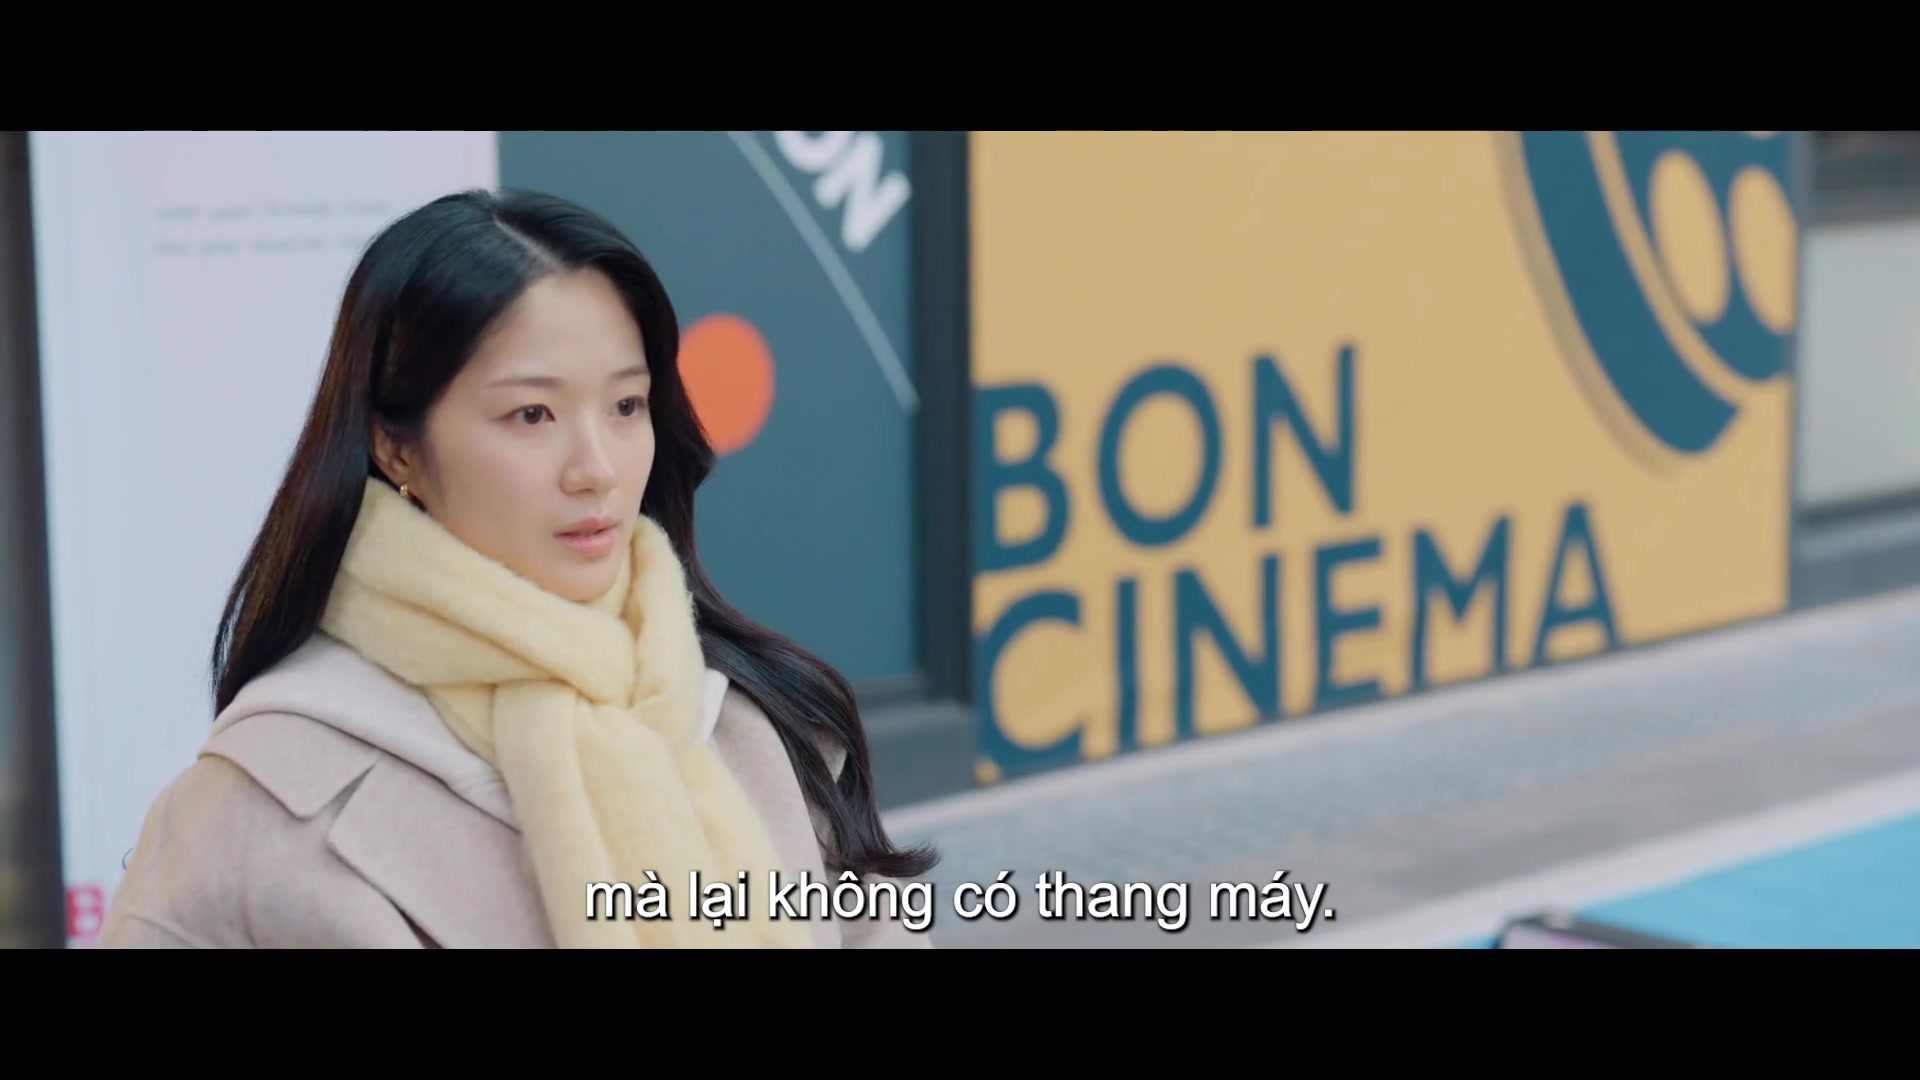 ON
BON
CINEMA
mà lại không có thang máy.